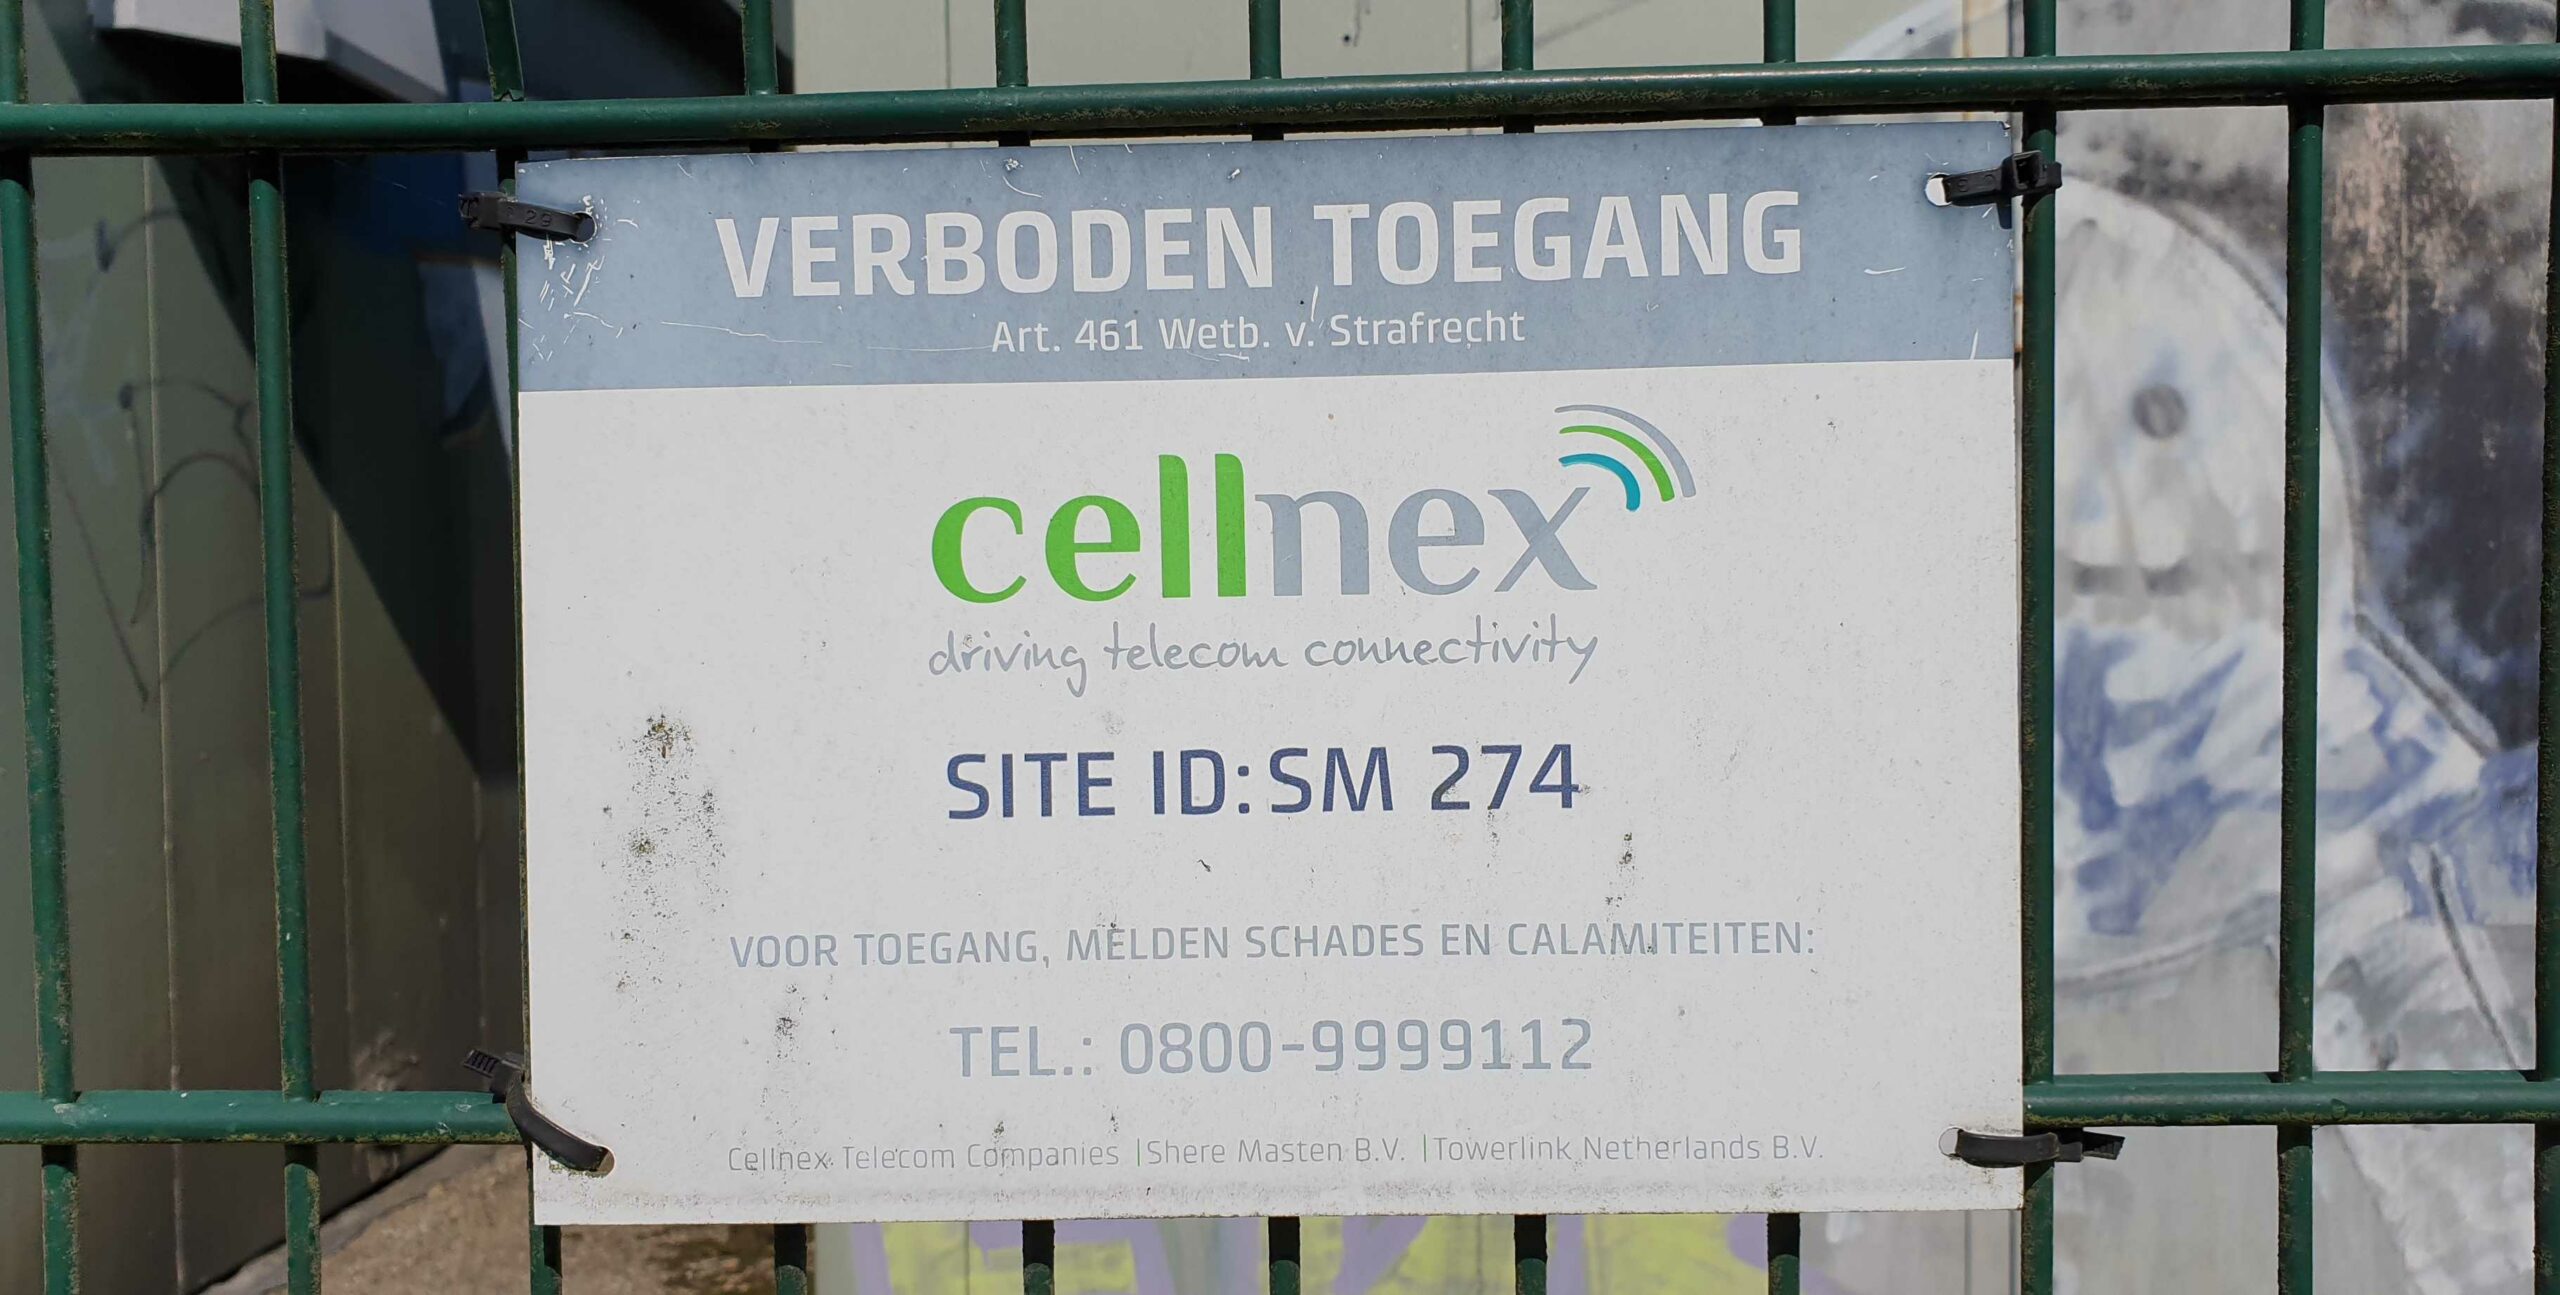 VERBODEN TOEGANG
Art. 461 Wetb. v. Strafrecht
cellnex
driving telecom connectivity
SITE ID: SM 274
VOOR TOEGANG, MELDEN SCHADES EN CALAMITEITEN:
TEL.: 0800-9999112
Cellnex Telecom Companies | Shere Masten B.V. | Towerlink Netherlands B.V.